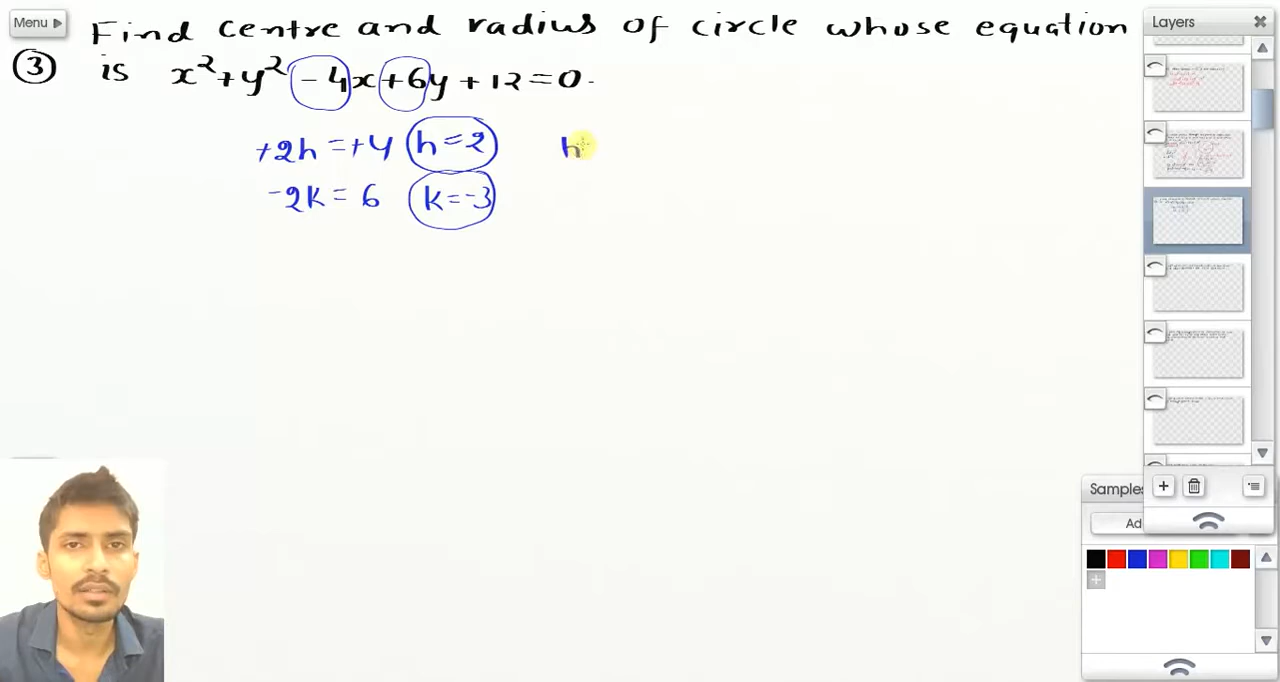 Menu
Find centre and radius of circle whose equation
③ is x²+y²-4x+6y+12=0.
+2h=+4 h=2 h
-2k=6 k=-3
Layers
Samples
Ad